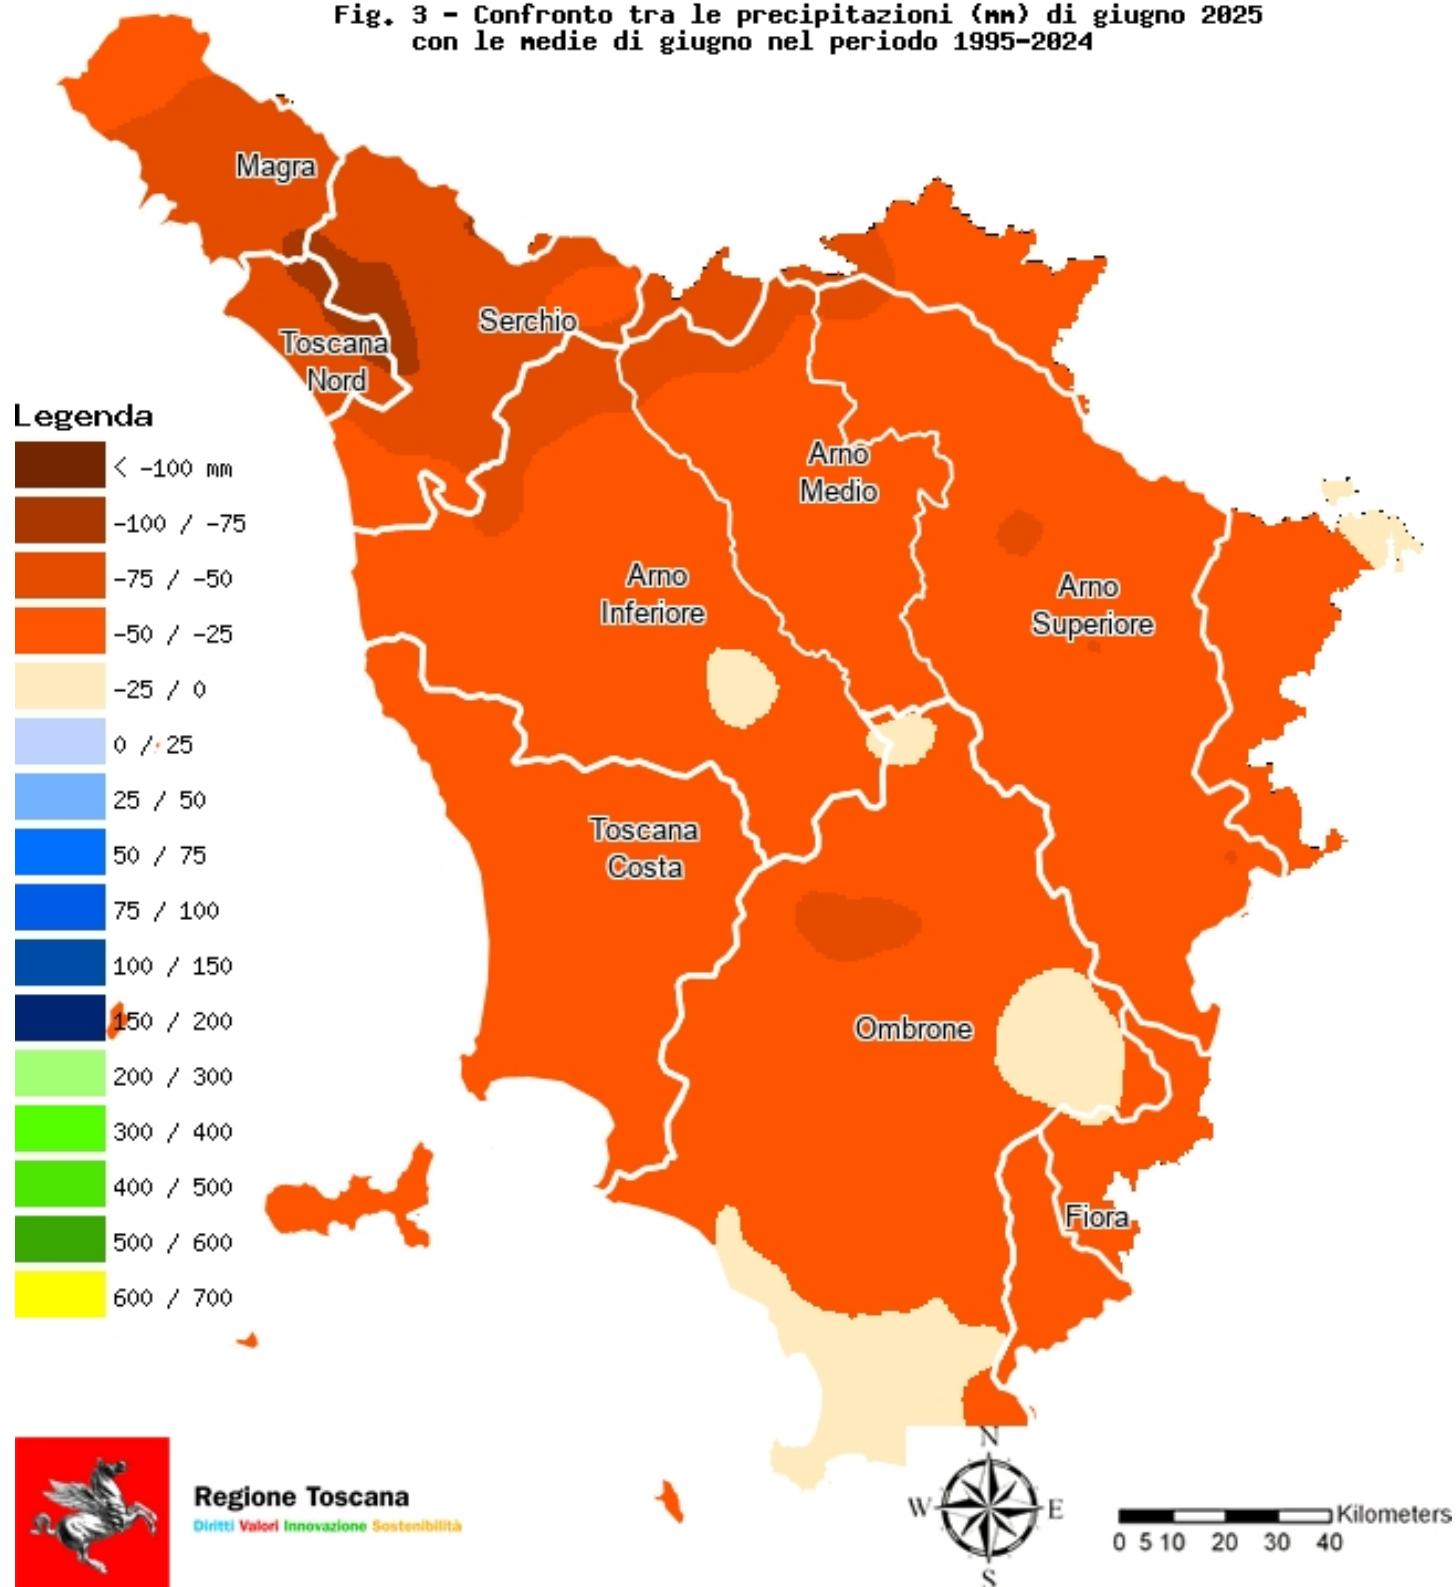 Fig. 3 - Confronto tra le precipitazioni (mm) di giugno 2025
con le medie di giugno nel periodo 1995-2024
Magra
Serchio
Toscana
Nord
Legenda
< -100 mm
-100 / -75
-75 / -50
-50 / -25
-25 / 0
0 / 25
25 / 50
50 / 75
75 / 100
100 / 150
150 / 200
200 / 300
300 / 400
400 / 500
500 / 600
600 / 700
Arno
Medio
Arno
Inferiore
Arno
Superiore
Toscana
Costa
Ombrone
Fiora
Regione Toscana
Diritti Valori Innovazione Sostenibilità
N
W
E
S
Kilometers
0 5 10 20 30 40